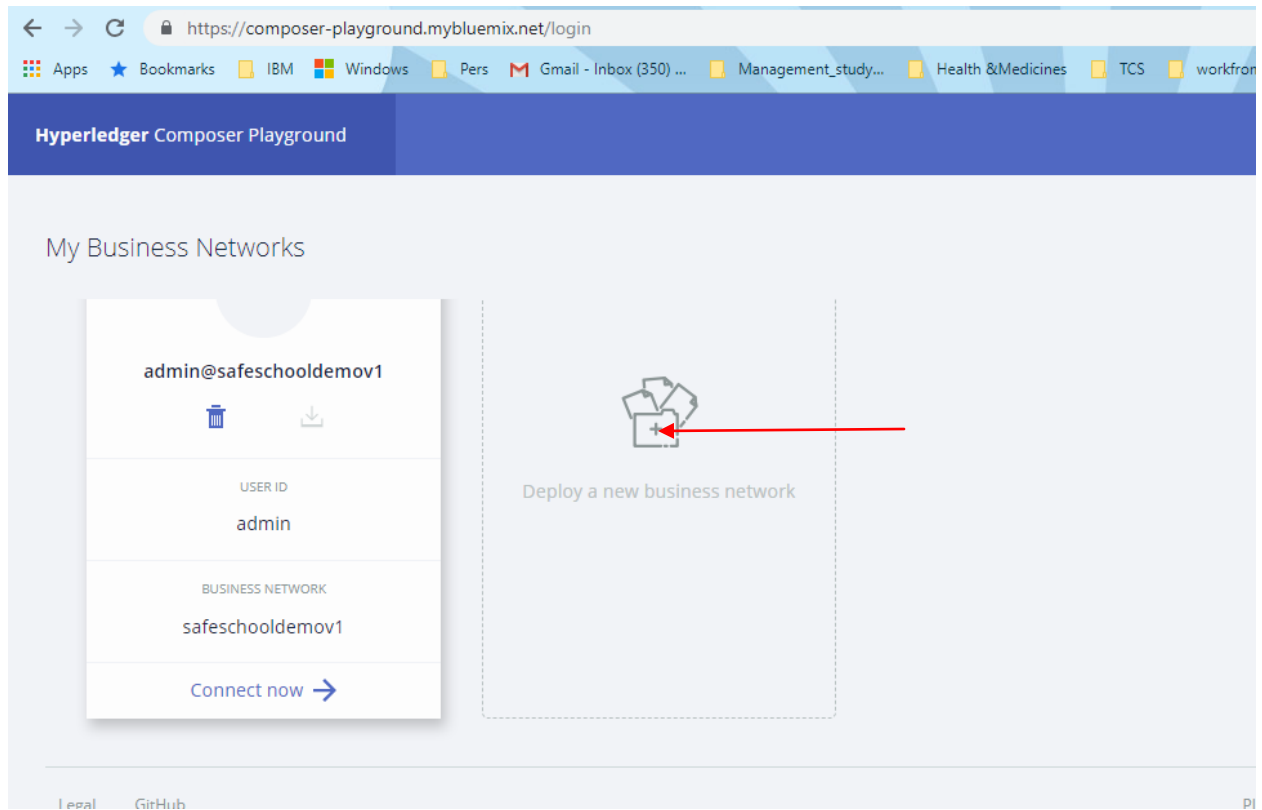 https://composer-playground.mybluemix.net/login
Apps Bookmarks IBM Windows Pers Gmail - Inbox (350) ... Management_study... Health &Medicines TCS workfron
Hyperledger Composer Playground
My Business Networks
admin@safeschooldemov1
USER ID
admin
BUSINESS NETWORK
safeschooldemov1
Connect now
Deploy a new business network
Legal GitHub Pl